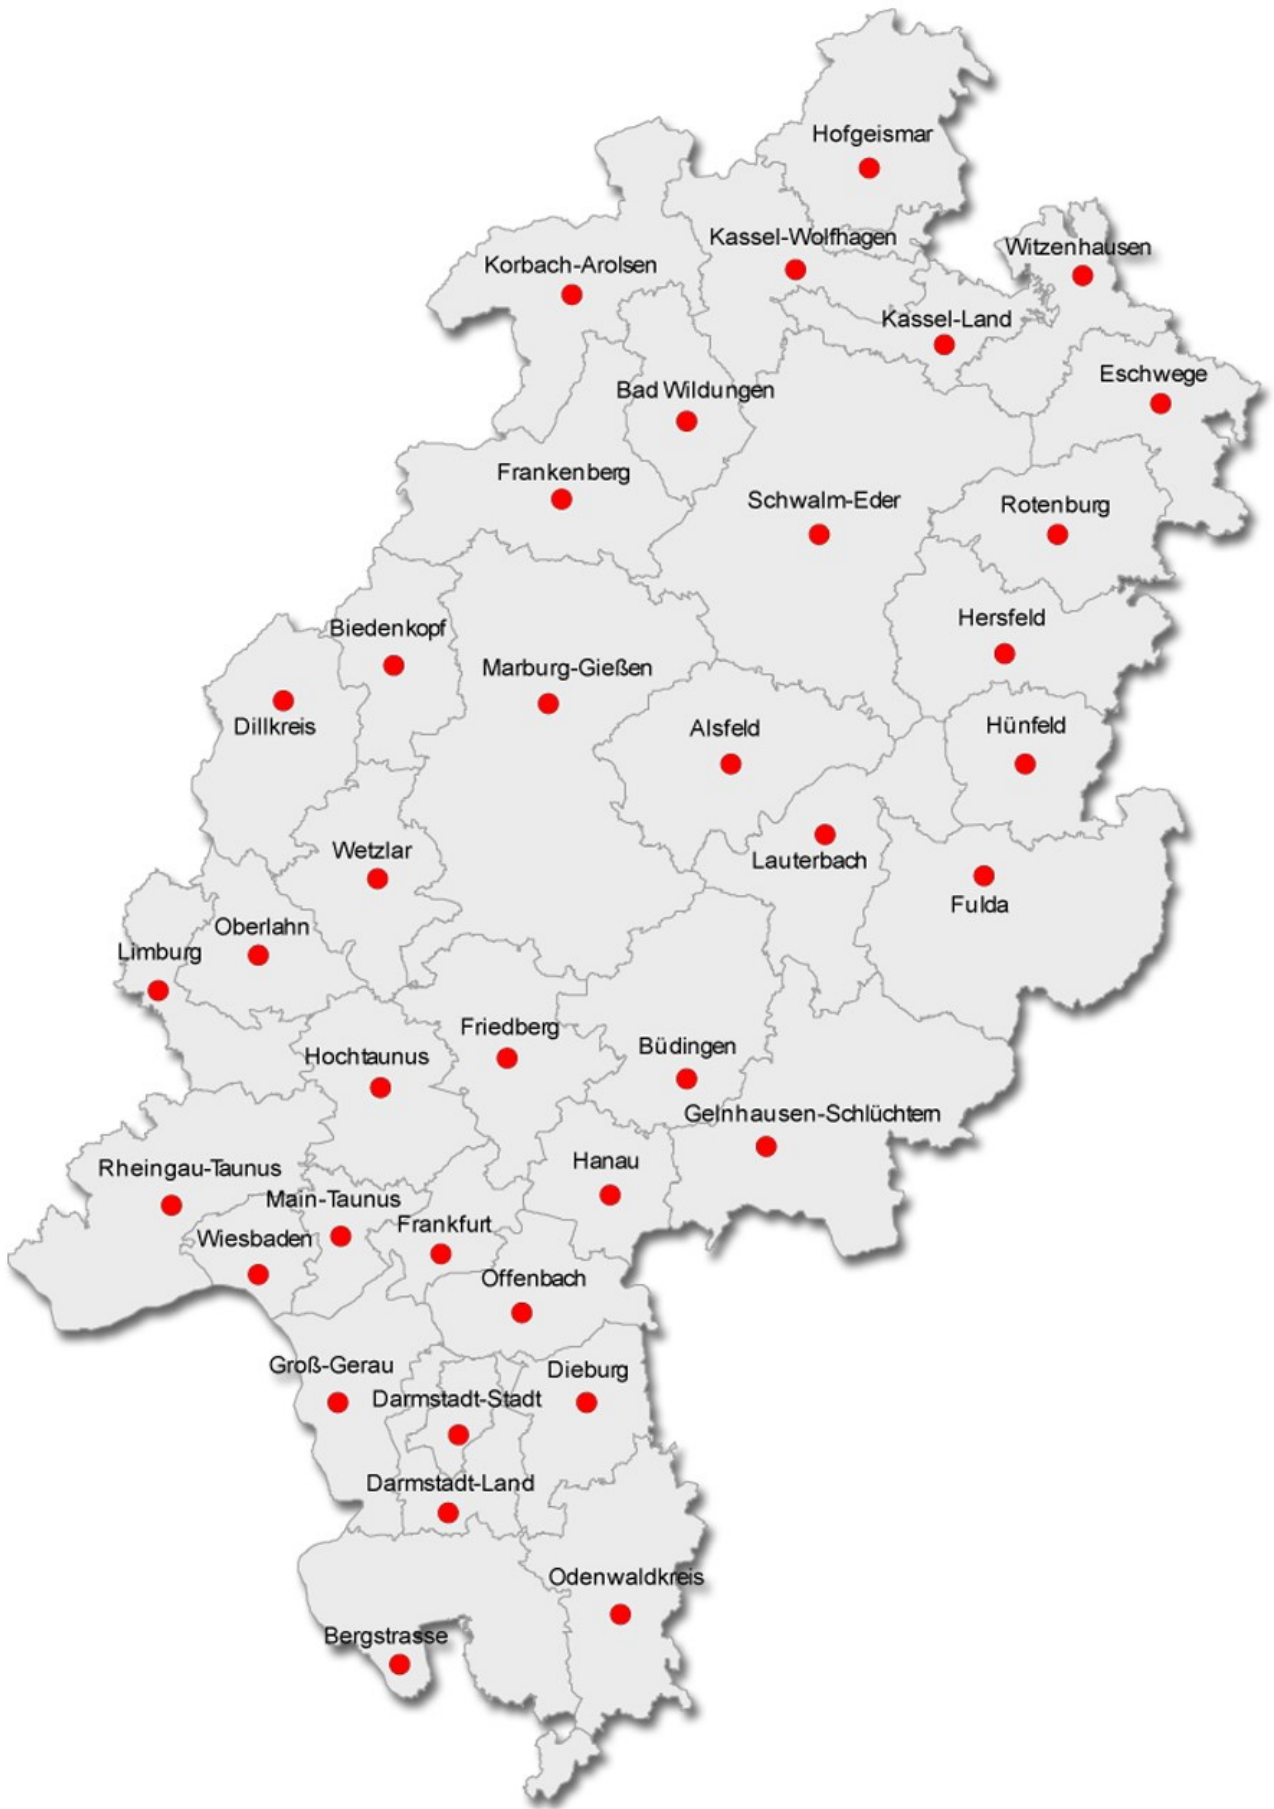 Hofgeismar
Kassel-Wolfhagen
Witzenhausen
Korbach-Arolsen
Kassel-Land
Eschwege
Bad Wildungen
Frankenberg
Schwalm-Eder
Rotenburg
Hersfeld
Biedenkopf
Marburg-Gießen
Dillkreis
Alsfeld
Hünfeld
Wetzlar
Lauterbach
Fulda
Oberlahn
Limburg
Friedberg
Büdingen
Hochtaunus
Gelnhausen-Schlüchtern
Hanau
Rheingau-Taunus
Main-Taunus
Frankfurt
Wiesbaden
Offenbach
Groß-Gerau
Dieburg
Darmstadt-Stadt
Darmstadt-Land
Odenwaldkreis
Bergstrasse